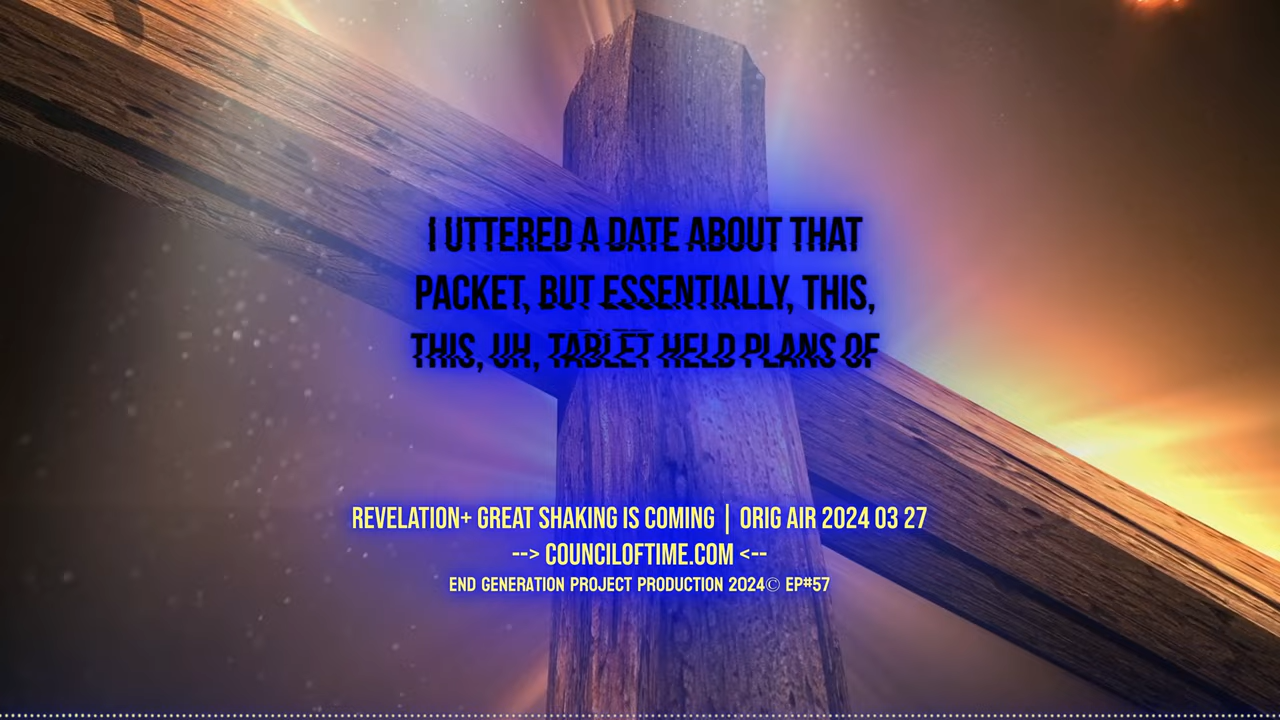 I UTTERED A DATE ABOUT THAT
PACKET, BUT ESSENTIALLY, THIS,
THIS, UH, TABLET HELD PLANS OF
REVELATION+ GREAT SHAKING IS COMING | ORIG AIR 2024 03 27
--> COUNCILOFTIME.COM <--
END GENERATION PROJECT PRODUCTION 2024© EP#57